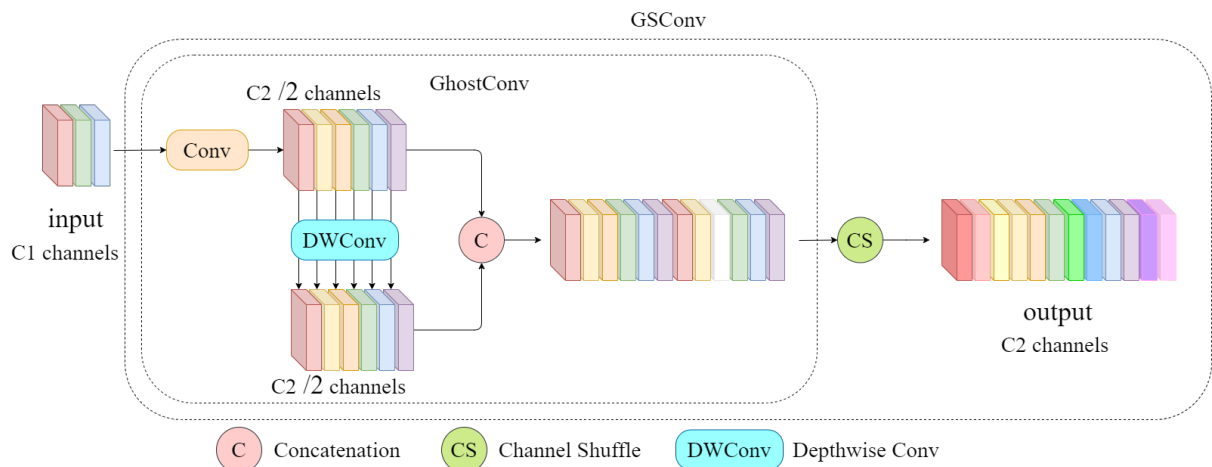 GSConv
GhostConv
C2 /2 channels
Conv
input
C1 channels
DWConv
C
CS
C2 /2 channels
output
C2 channels
C Concatenation CS Channel Shuffle DWConv Depthwise Conv